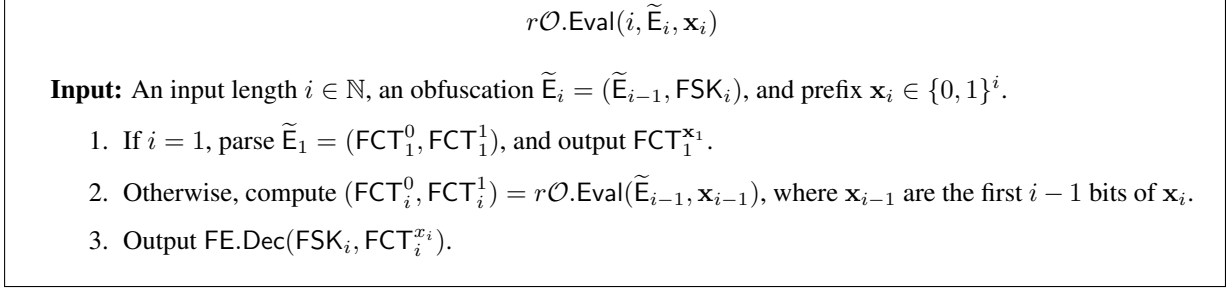 r𝒪.Eval(i, Ẽ_i, 𝐱_i)
Input: An input length i ∈ ℕ, an obfuscation Ẽ_i = (Ẽ_{i−1}, FSK_i), and prefix 𝐱_i ∈ {0, 1}^i.
1. If i = 1, parse Ẽ_1 = (FCT_1^0, FCT_1^1), and output FCT_1^{𝐱_1}.
2. Otherwise, compute (FCT_i^0, FCT_i^1) = r𝒪.Eval(Ẽ_{i−1}, 𝐱_{i−1}), where 𝐱_{i−1} are the first i − 1 bits of 𝐱_i.
3. Output FE.Dec(FSK_i, FCT_i^{x_i}).